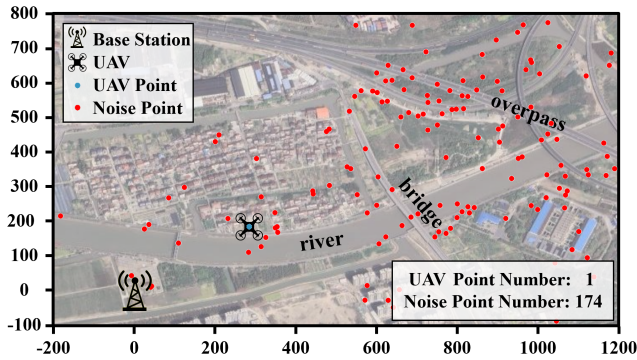 800
700
600
500
400
300
200
100
0
-100
Base Station
UAV
UAV Point
Noise Point
overpass
bridge
river
UAV Point Number: 1
Noise Point Number: 174
-200 0 200 400 600 800 1000 1200